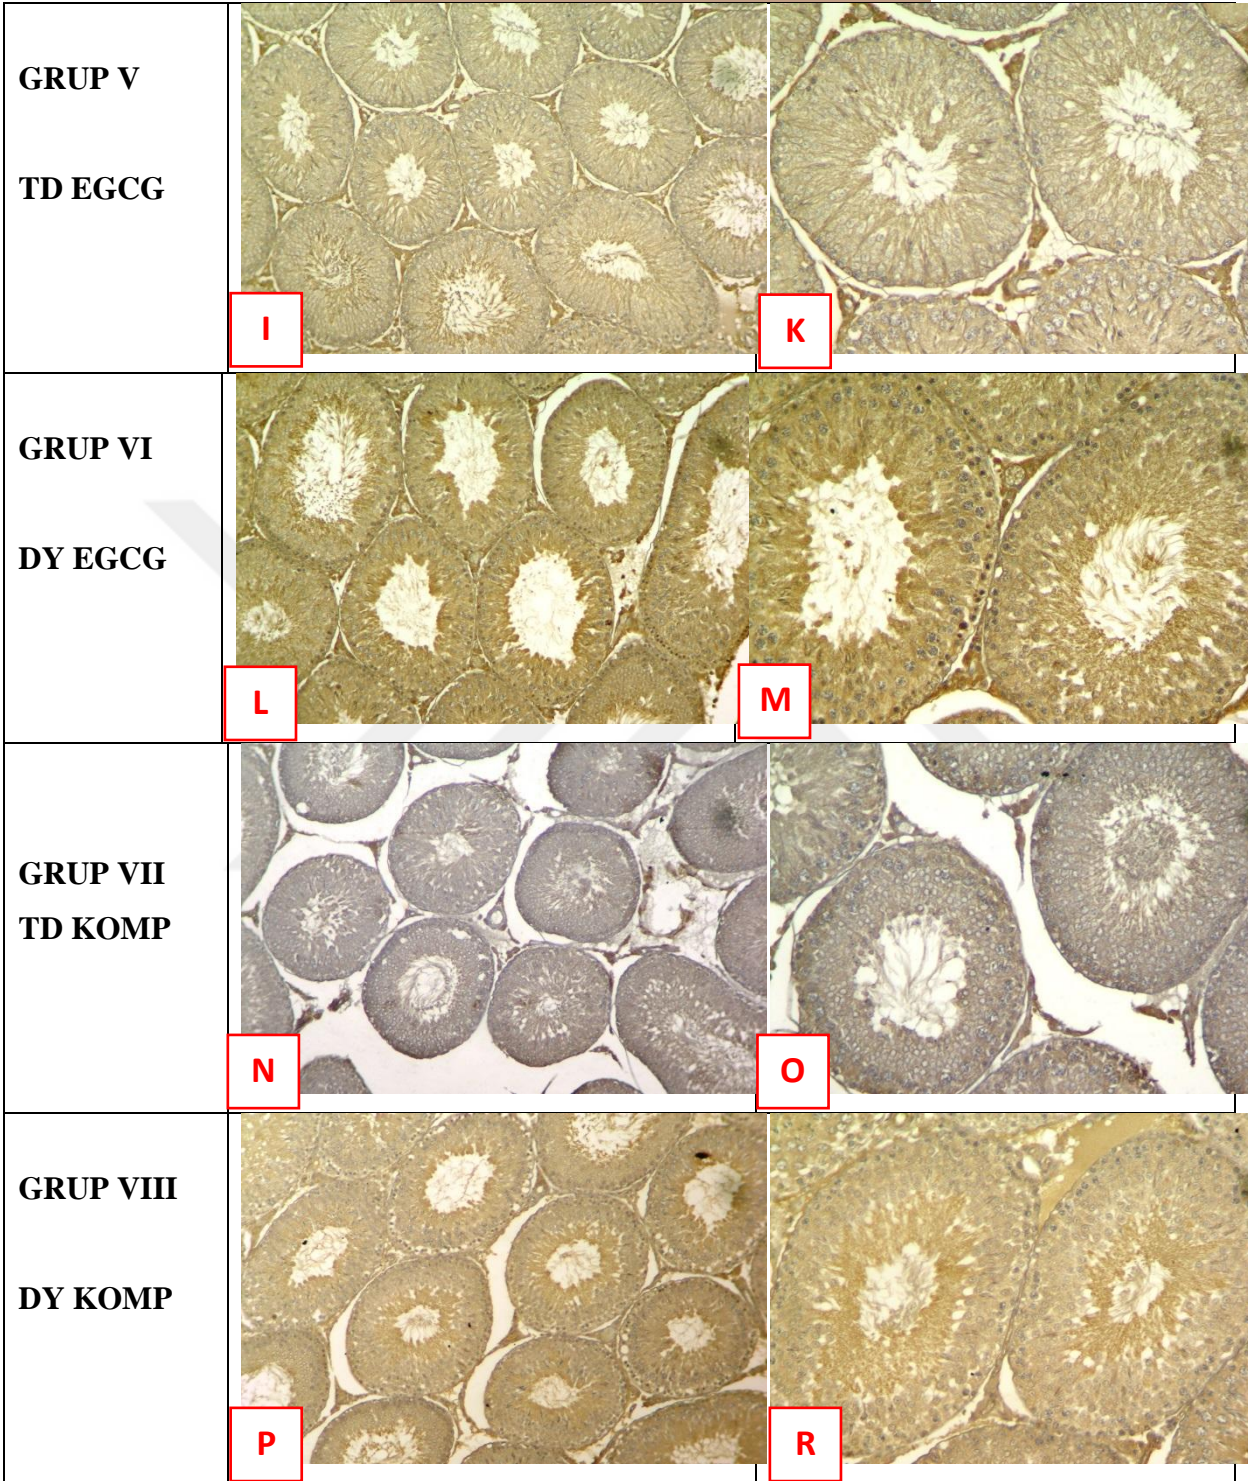 GRUP V
TD EGCG
I
K
GRUP VI
DY EGCG
L
M
GRUP VII
TD KOMP
N
O
GRUP VIII
DY KOMP
P
R